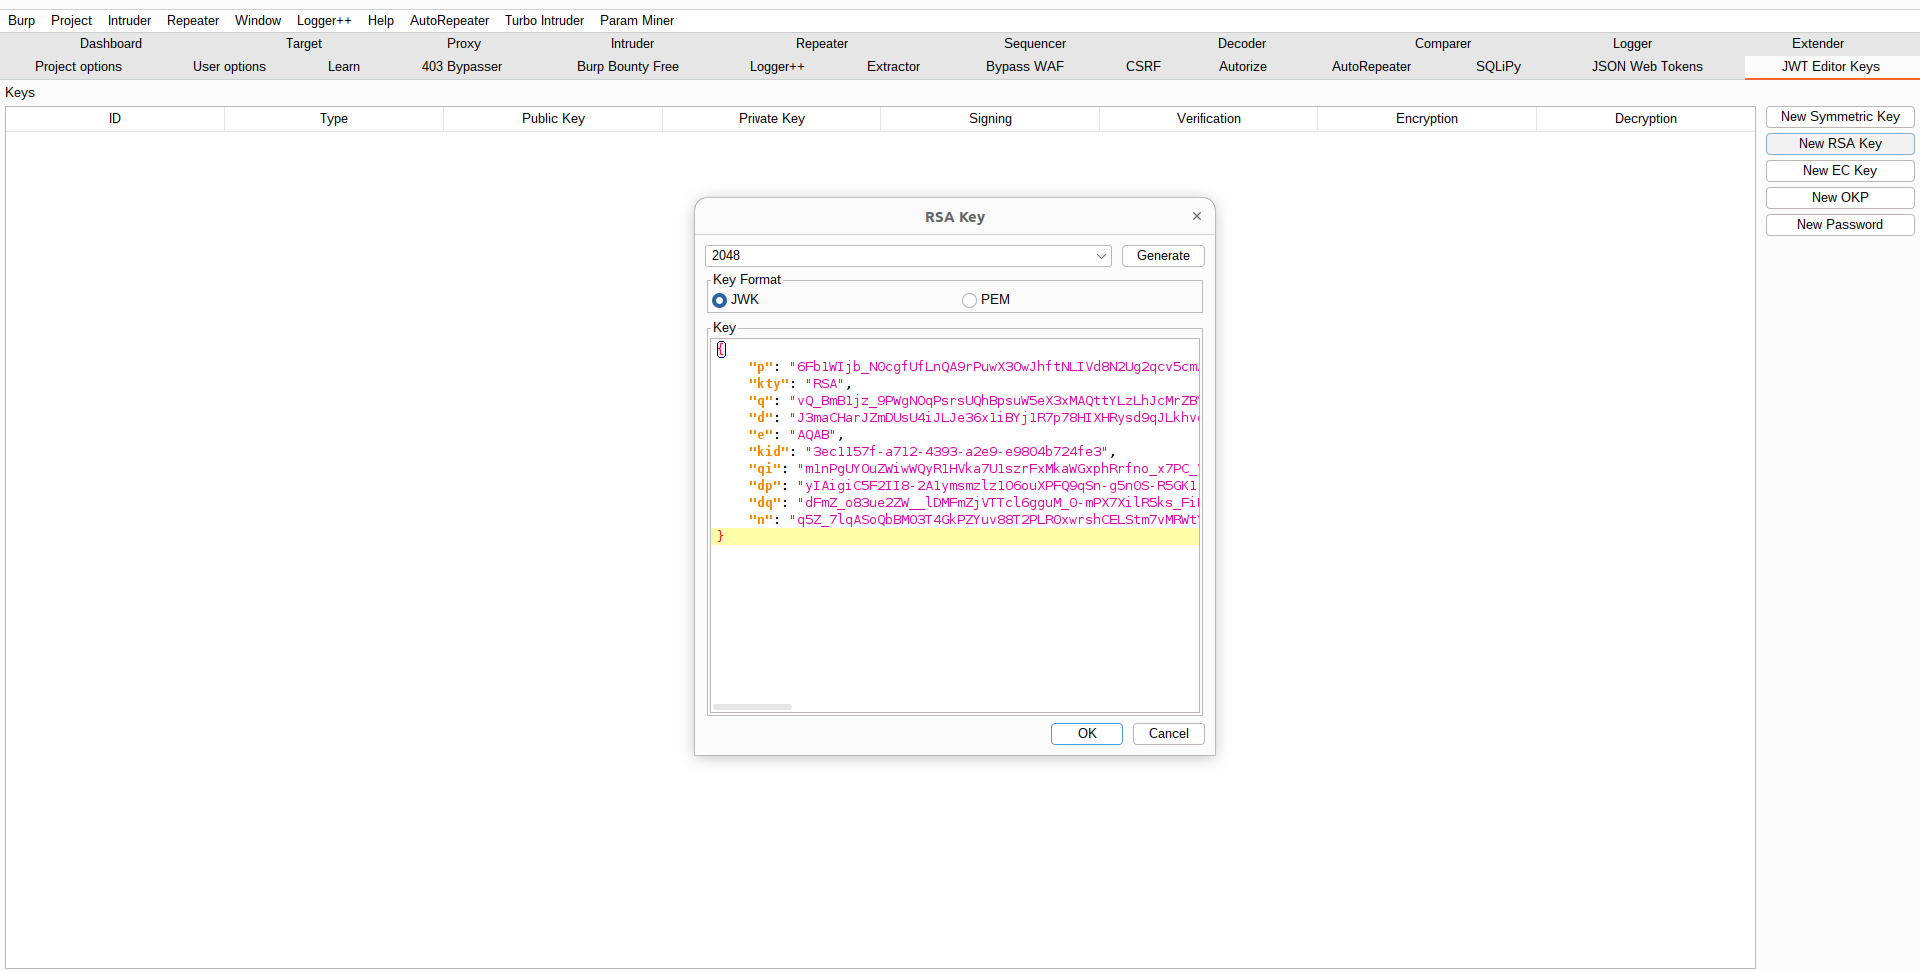 Burp Project Intruder Repeater Window Logger++ Help AutoRepeater Turbo Intruder Param Miner
Dashboard Target Proxy Intruder Repeater Sequencer Decoder Comparer Logger Extender
Project options User options Learn 403 Bypasser Burp Bounty Free Logger++ Extractor Bypass WAF CSRF Autorize AutoRepeater SQLiPy JSON Web Tokens JWT Editor Keys
Keys
ID Type Public Key Private Key Signing Verification Encryption Decryption
New Symmetric Key
New RSA Key
New EC Key
New OKP
New Password
RSA Key
2048 Generate
Key Format
JWK PEM
Key
{
"p": "6Fb1WIjb_N0cgfUfLnQA9rPuwX3OwJhftNLIVd8N2Ug2qcv5cm
"kty": "RSA",
"q": "vQ_BmB1jz_9PWgN0qPsrsUQhBpsuW5eX3xMAQttYLzLhJcMrZB
"d": "J3maCHarJZmDUsU4iJLJe36x1iBYj1R7p78HIXHRysd9qJLkhv
"e": "AQAB",
"kid": "3ec1157f-a712-4393-a2e9-e9804b724fe3",
"qi": "m1nPgUYOuZWiwWQyR1HVka7U1szrFxMkaWGxphRrfno_x7PC_
"dp": "yIAigiC5F2II8-2A1ymsmzlz1O6ouXPFQ9qSn-g5nOS-R5GK1
"dq": "dFmZ_o83ue2ZW__lDMFmZjVTTcl6gguM_O-mPX7XilR5ks_Fi
"n": "q5Z_7lqASoQbBM03T4GkPZYuv88T2PLROxwrshCELStm7vMRWt
}
OK Cancel